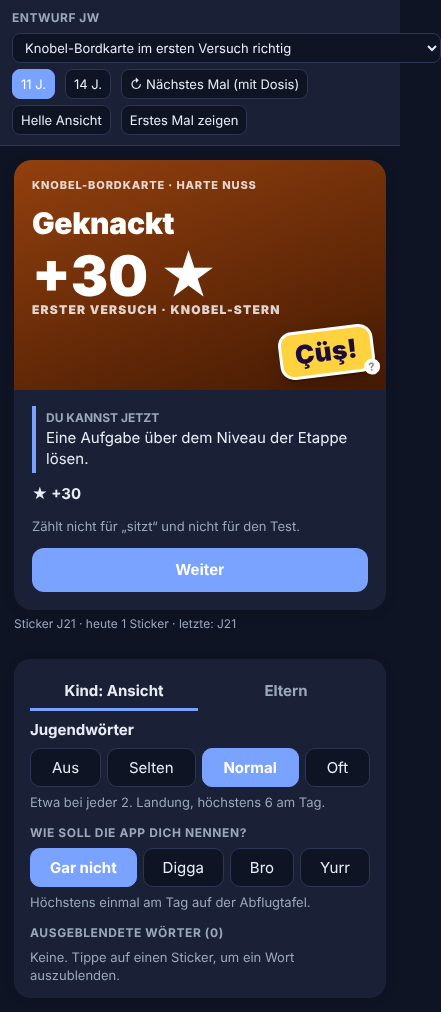 ENTWURF JW
Knobel-Bordkarte im ersten Versuch richtig
11 J.
14 J.
↻ Nächstes Mal (mit Dosis)
Helle Ansicht
Erstes Mal zeigen
KNOBEL-BORDKARTE · HARTE NUSS
Geknackt
+30 ★
ERSTER VERSUCH · KNOBEL-STERN
Çüş!
?
DU KANNST JETZT
Eine Aufgabe über dem Niveau der Etappe
lösen.
★ +30
Zählt nicht für „sitzt“ und nicht für den Test.
Weiter
Sticker J21 · heute 1 Sticker · letzte: J21
Kind: Ansicht
Eltern
Jugendwörter
Aus
Selten
Normal
Oft
Etwa bei jeder 2. Landung, höchstens 6 am Tag.
WIE SOLL DIE APP DICH NENNEN?
Gar nicht
Digga
Bro
Yurr
Höchstens einmal am Tag auf der Abflugtafel.
AUSGEBLENDETE WÖRTER (0)
Keine. Tippe auf einen Sticker, um ein Wort
auszublenden.